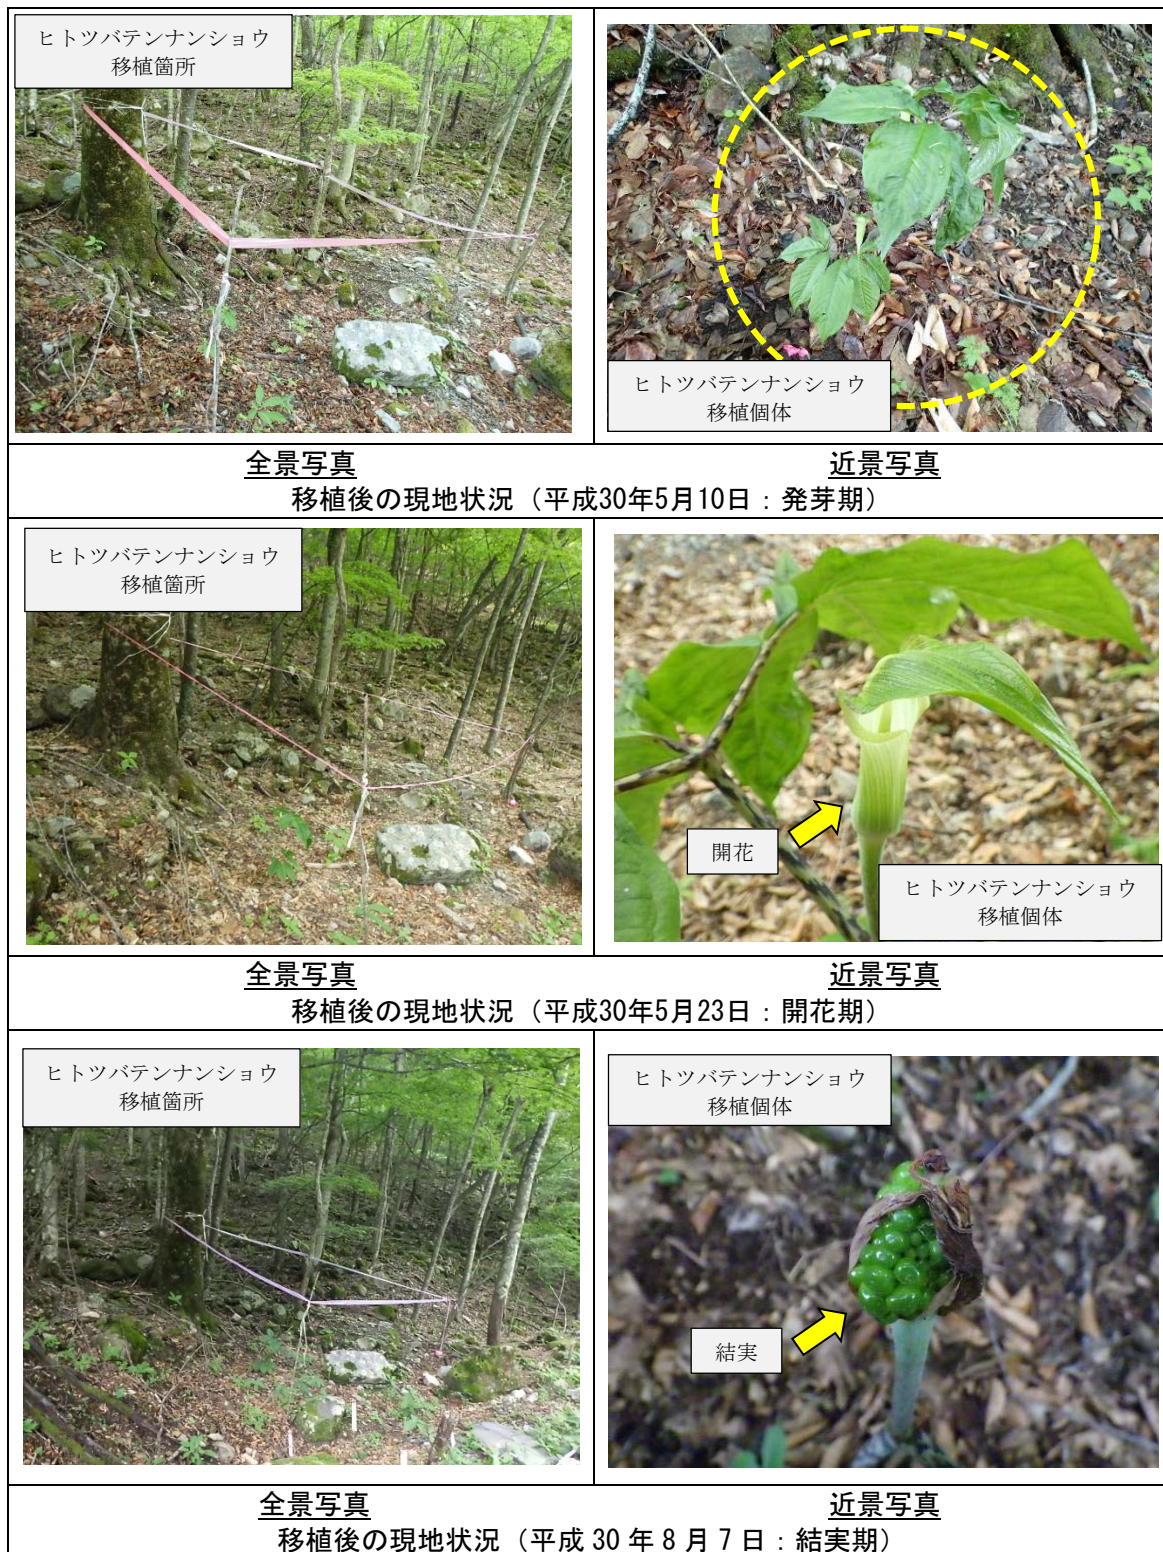 ヒトツバテンナンショウ
移植箇所
ヒトツバテンナンショウ
移植個体
全景写真
近景写真
移植後の現地状況（平成30年5月10日：発芽期）
ヒトツバテンナンショウ
移植箇所
開花
ヒトツバテンナンショウ
移植個体
全景写真
近景写真
移植後の現地状況（平成30年5月23日：開花期）
ヒトツバテンナンショウ
移植箇所
ヒトツバテンナンショウ
移植個体
結実
全景写真
近景写真
移植後の現地状況（平成 30 年 8 月 7 日：結実期）